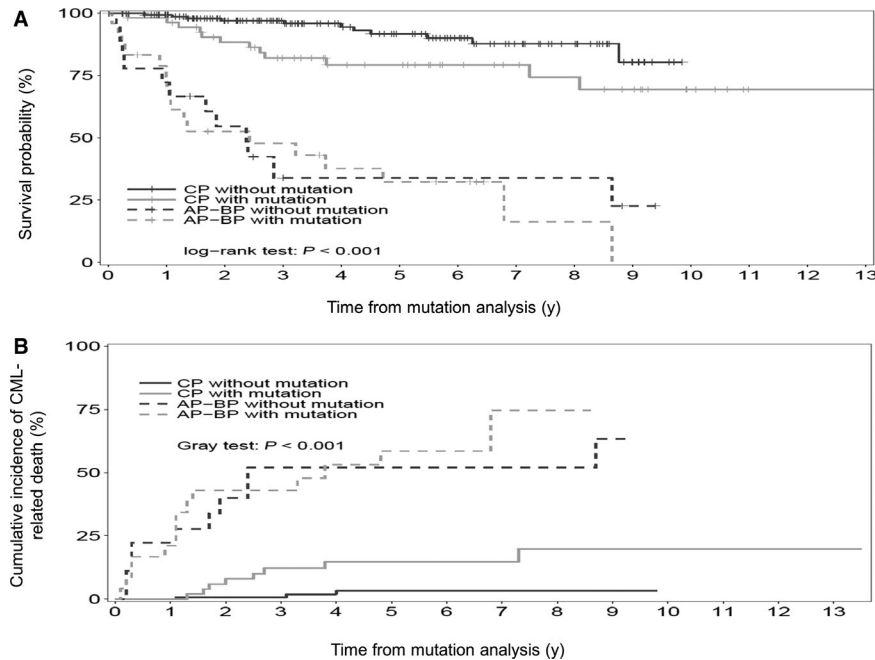 A
100
75
50
25
0
Survival probability (%)
CP without mutation
CP with mutation
AP−BP without mutation
AP−BP with mutation
log−rank test: P < 0.001
0 1 2 3 4 5 6 7 8 9 10 11 12 13
Time from mutation analysis (y)
B
100
75
50
25
0
Cumulative incidence of CML-
related death (%)
CP without mutation
CP with mutation
AP−BP without mutation
AP−BP with mutation
Gray test: P < 0.001
0 1 2 3 4 5 6 7 8 9 10 11 12 13
Time from mutation analysis (y)